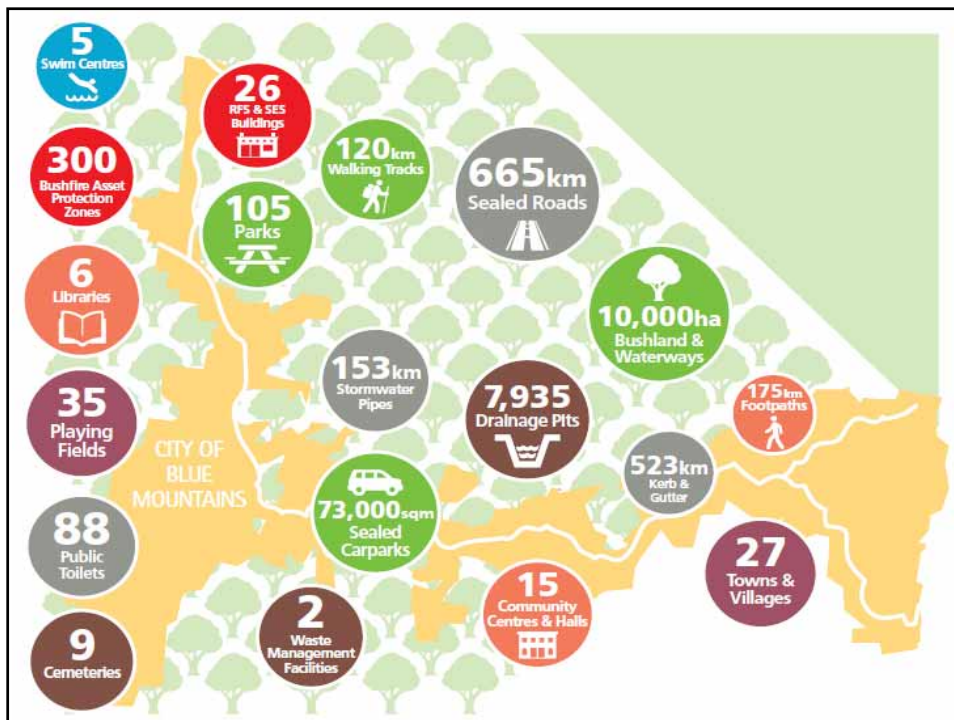 5
Swim Centres
26
RFS & SES
Buildings
120km
Walking Tracks
665km
Sealed Roads
300
Bushfire Asset
Protection
Zones
105
Parks
6
Libraries
10,000ha
Bushland &
Waterways
153km
Stormwater
Pipes
7,935
Drainage Pits
175km
Footpaths
35
Playing
Fields
CITY OF
BLUE
MOUNTAINS
523km
Kerb &
Gutter
73,000sqm
Sealed
Carparks
88
Public
Toilets
27
Towns &
Villages
15
Community
Centres & Halls
2
Waste
Management
Facilities
9
Cemeteries